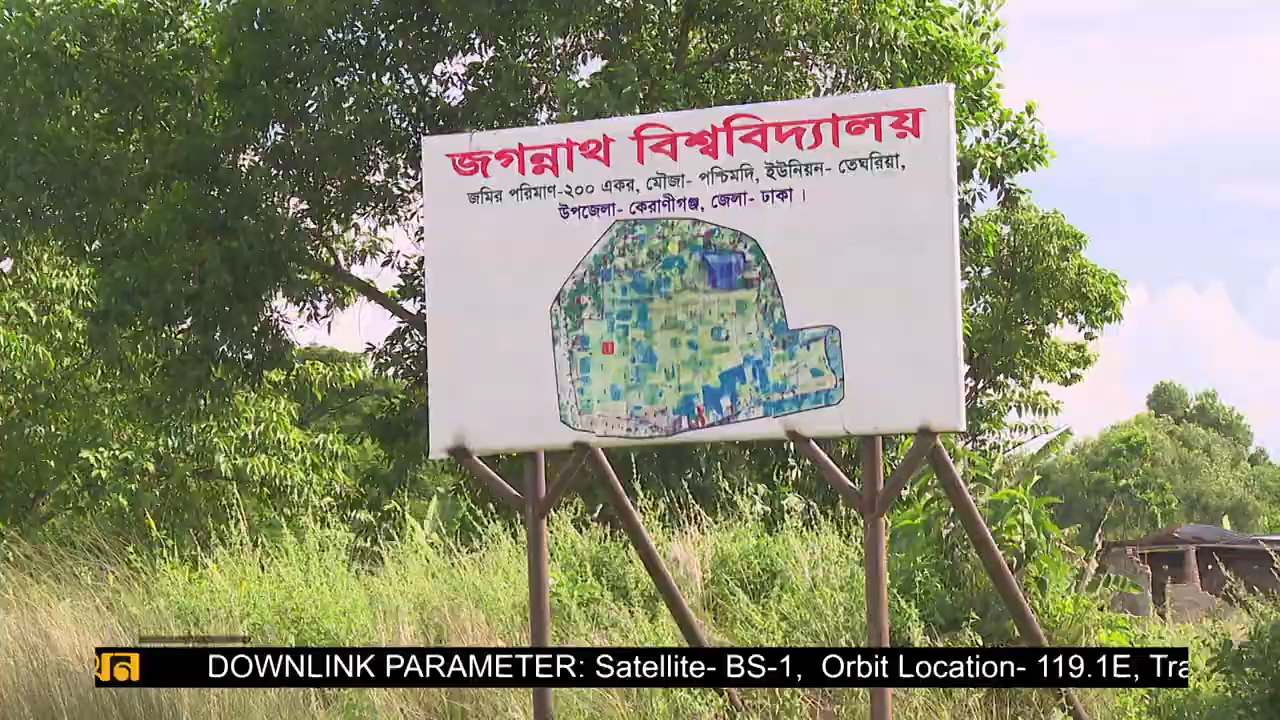 জগন্নাথ বিশ্ববিদ্যালয়
জমির পরিমাণ-২০০ একর, মৌজা- পশ্চিমদি, ইউনিয়ন- তেঘরিয়া,
উপজেলা- কেরাণীগঞ্জ, জেলা- ঢাকা ।
DOWNLINK PARAMETER: Satellite- BS-1, Orbit Location- 119.1E, Tra